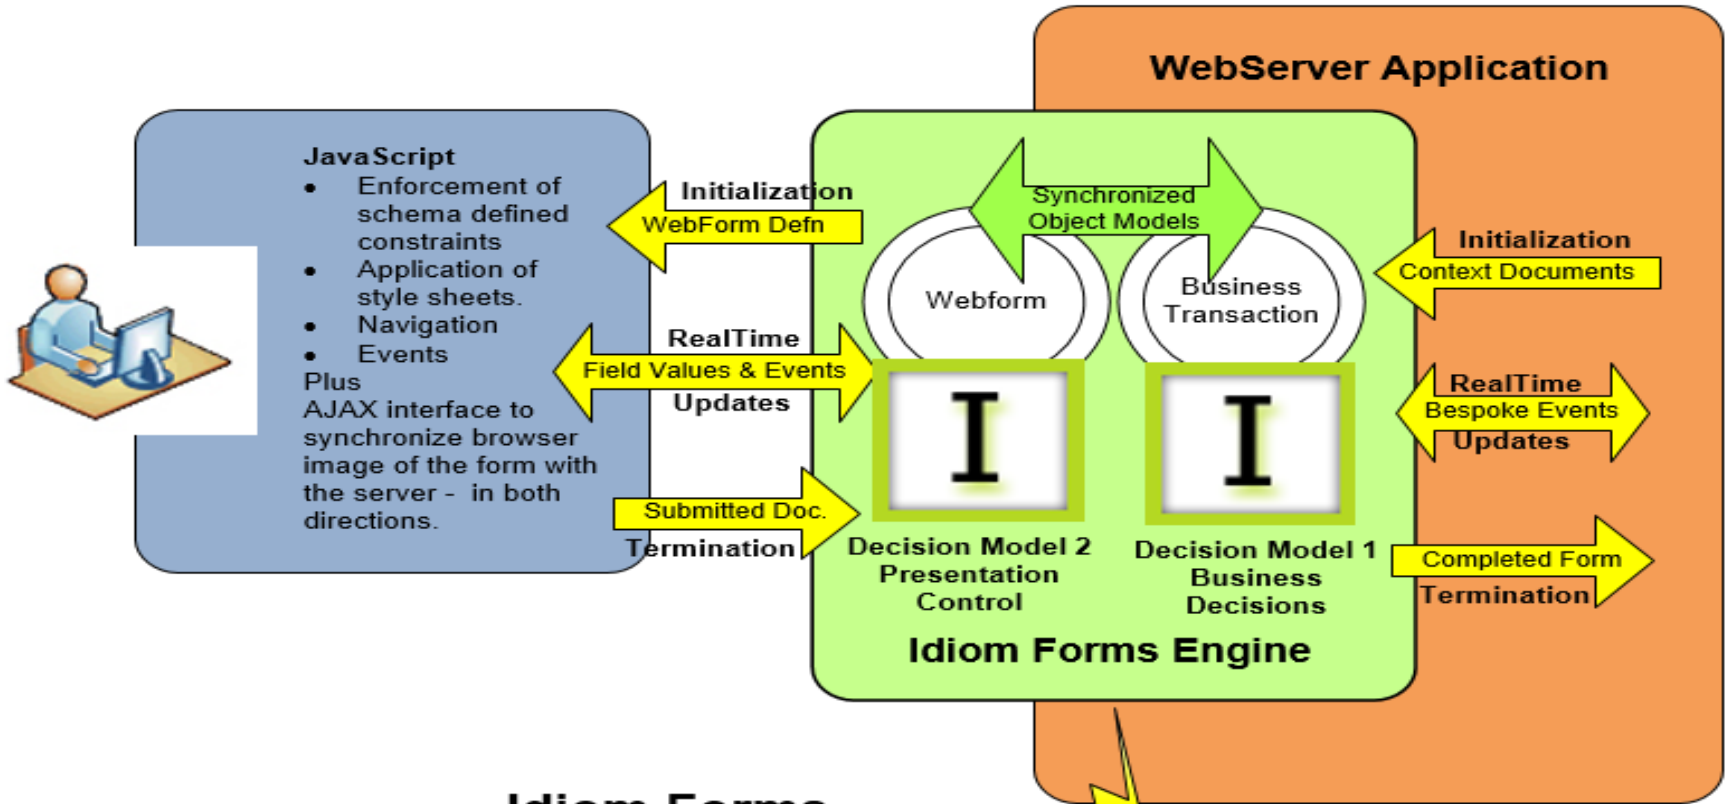 WebServer Application
JavaScript
• Enforcement of
schema defined
constraints
• Application of
style sheets.
• Navigation
• Events
Plus
AJAX interface to
synchronize browser
image of the form with
the server - in both
directions.
Initialization
WebForm Defn
RealTime
Field Values & Events
Updates
Submitted Doc.
Termination
Synchronized
Object Models
Webform
Business
Transaction
I
I
Decision Model 2
Presentation
Control
Decision Model 1
Business
Decisions
Idiom Forms Engine
Initialization
Context Documents
RealTime
Bespoke Events
Updates
Completed Form
Termination
Idiom Forms